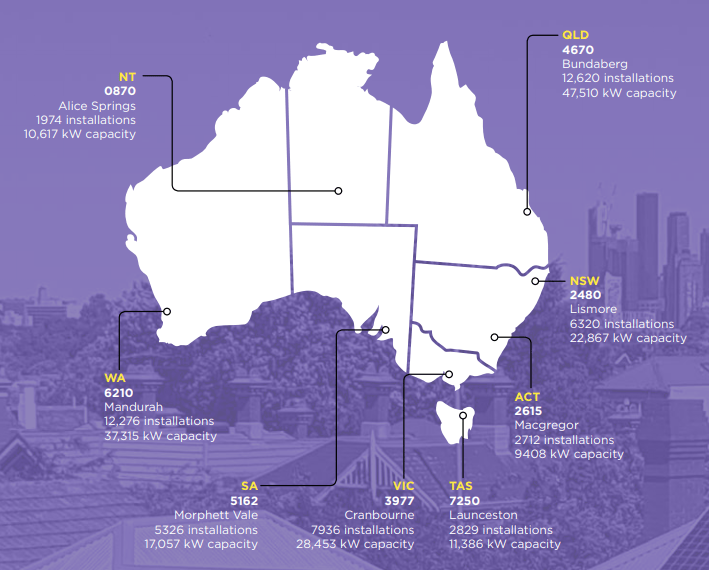 QLD
4670
Bundaberg
12,620 installations
47,510 kW capacity
NT
0870
Alice Springs
1974 installations
10,617 kW capacity
NSW
2480
Lismore
6320 installations
22,867 kW capacity
WA
6210
Mandurah
12,276 installations
37,315 kW capacity
ACT
2615
Macgregor
2712 installations
9408 kW capacity
SA
5162
Morphett Vale
5326 installations
17,057 kW capacity
VIC
3977
Cranbourne
7936 installations
28,453 kW capacity
TAS
7250
Launceston
2829 installations
11,386 kW capacity